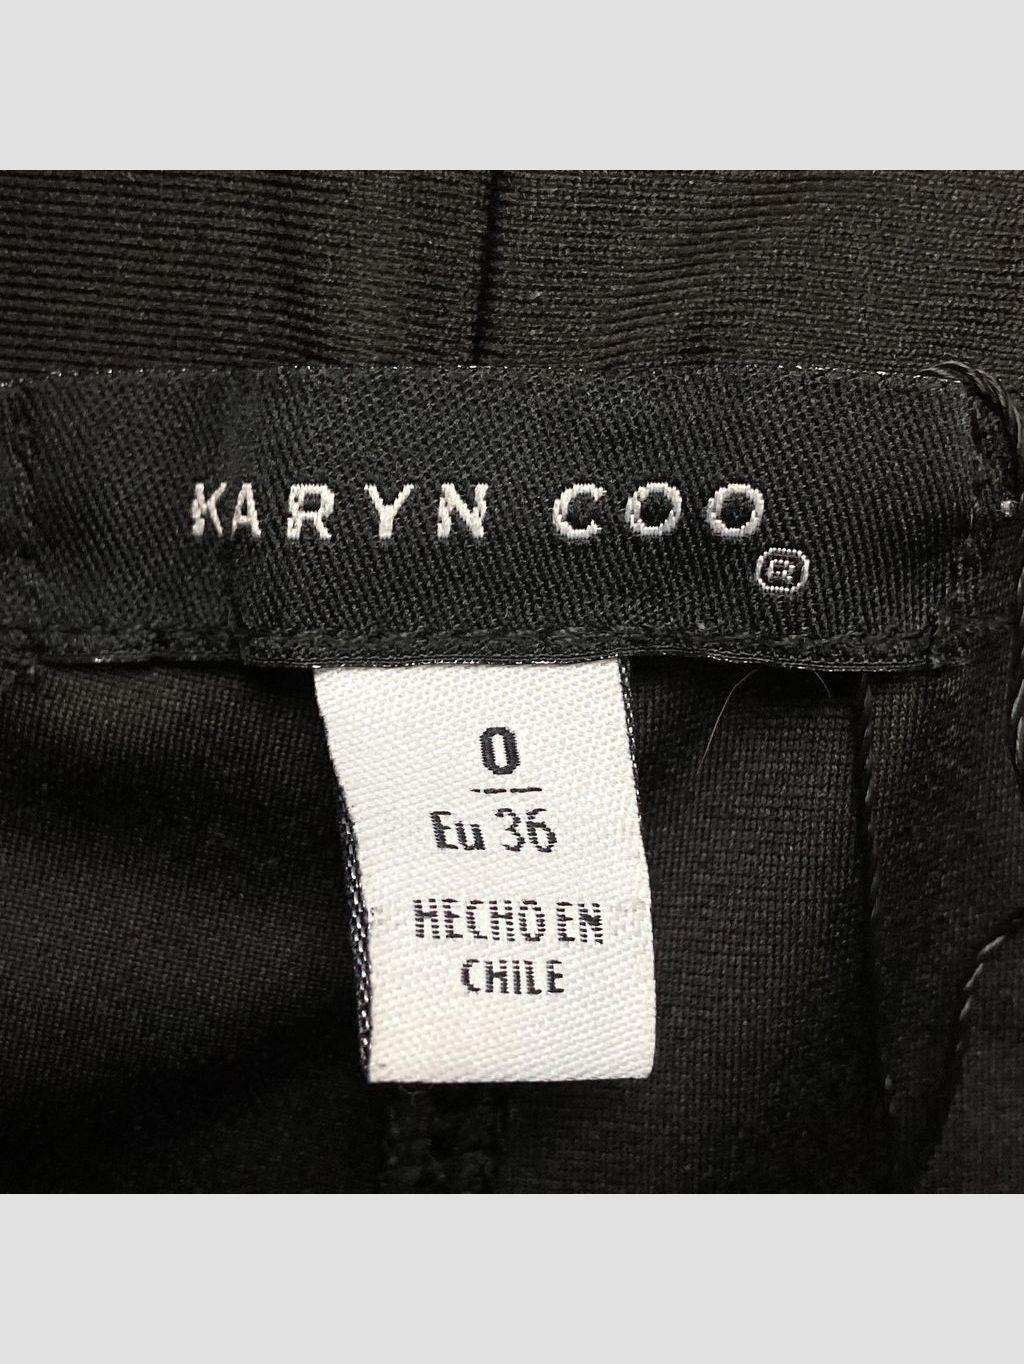 KARYN COO
®
0
Eu 36
HECHO EN
CHILE